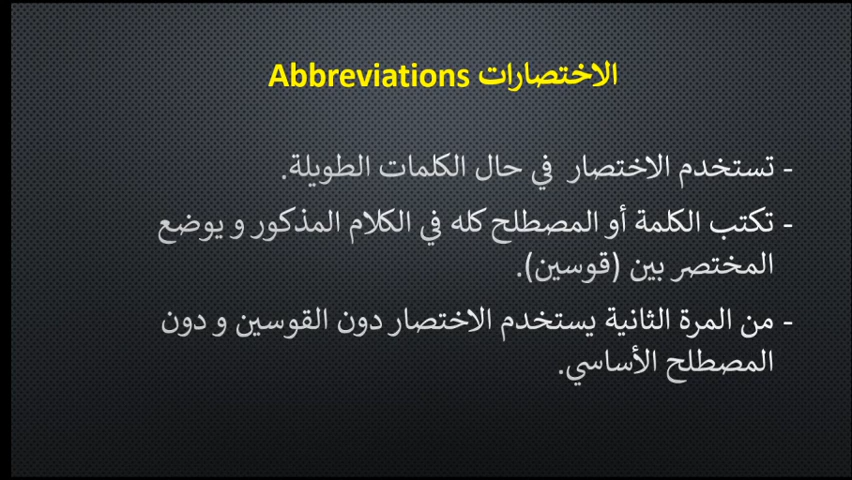 الاختصارات Abbreviations
- تستخدم الاختصار في حال الكلمات الطويلة.
- تكتب الكلمة أو المصطلح كله في الكلام المذكور و يوضع
المختصر بين (قوسين).
- من المرة الثانية يستخدم الاختصار دون القوسين و دون
المصطلح الأساسي.